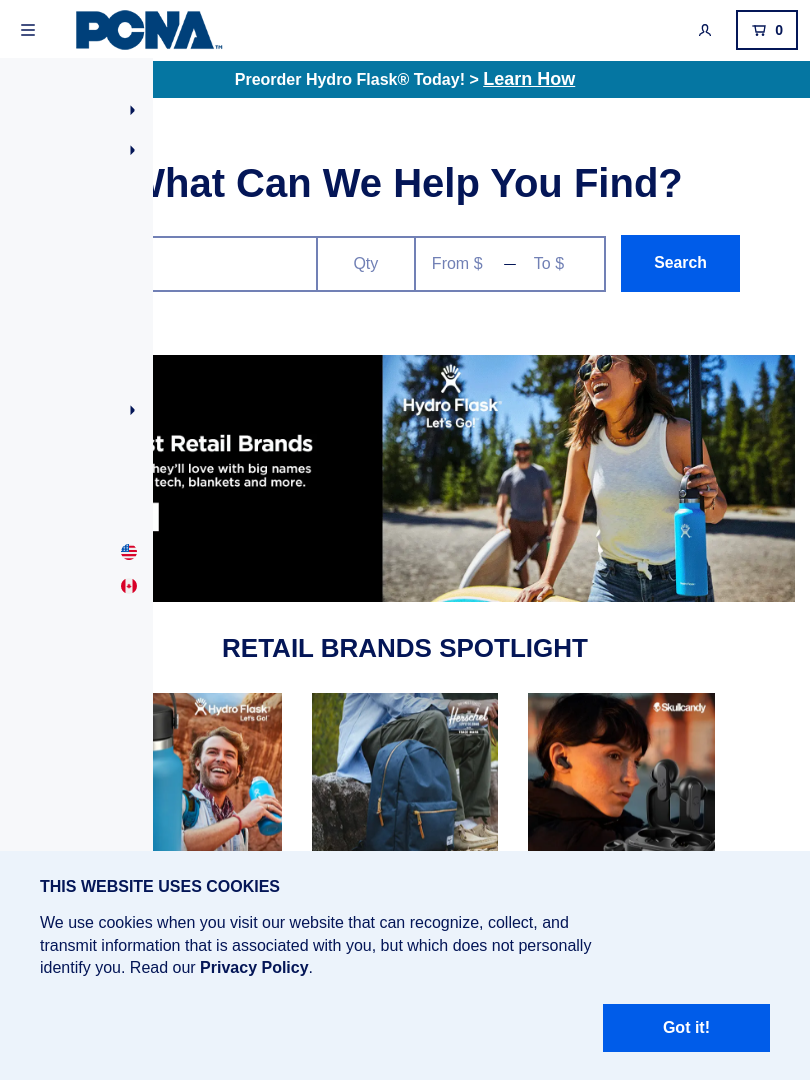 PCNA™
0
Preorder Hydro Flask® Today! > Learn How
What Can We Help You Find?
Qty
From $ — To $
Search
st Retail Brands
hey'll love with big names
tech, blankets and more.
Hydro Flask
Let's Go!
RETAIL BRANDS SPOTLIGHT
Hydro Flask
Let's Go!
Herschel
Skullcandy
THIS WEBSITE USES COOKIES
We use cookies when you visit our website that can recognize, collect, and
transmit information that is associated with you, but which does not personally
identify you. Read our Privacy Policy.
Got it!